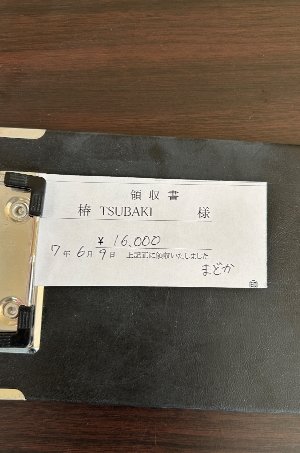 領収書
椿 TSUBAKI 様
¥ 16,000
7年 6月 9日 上記正に領収いたしました
まどか